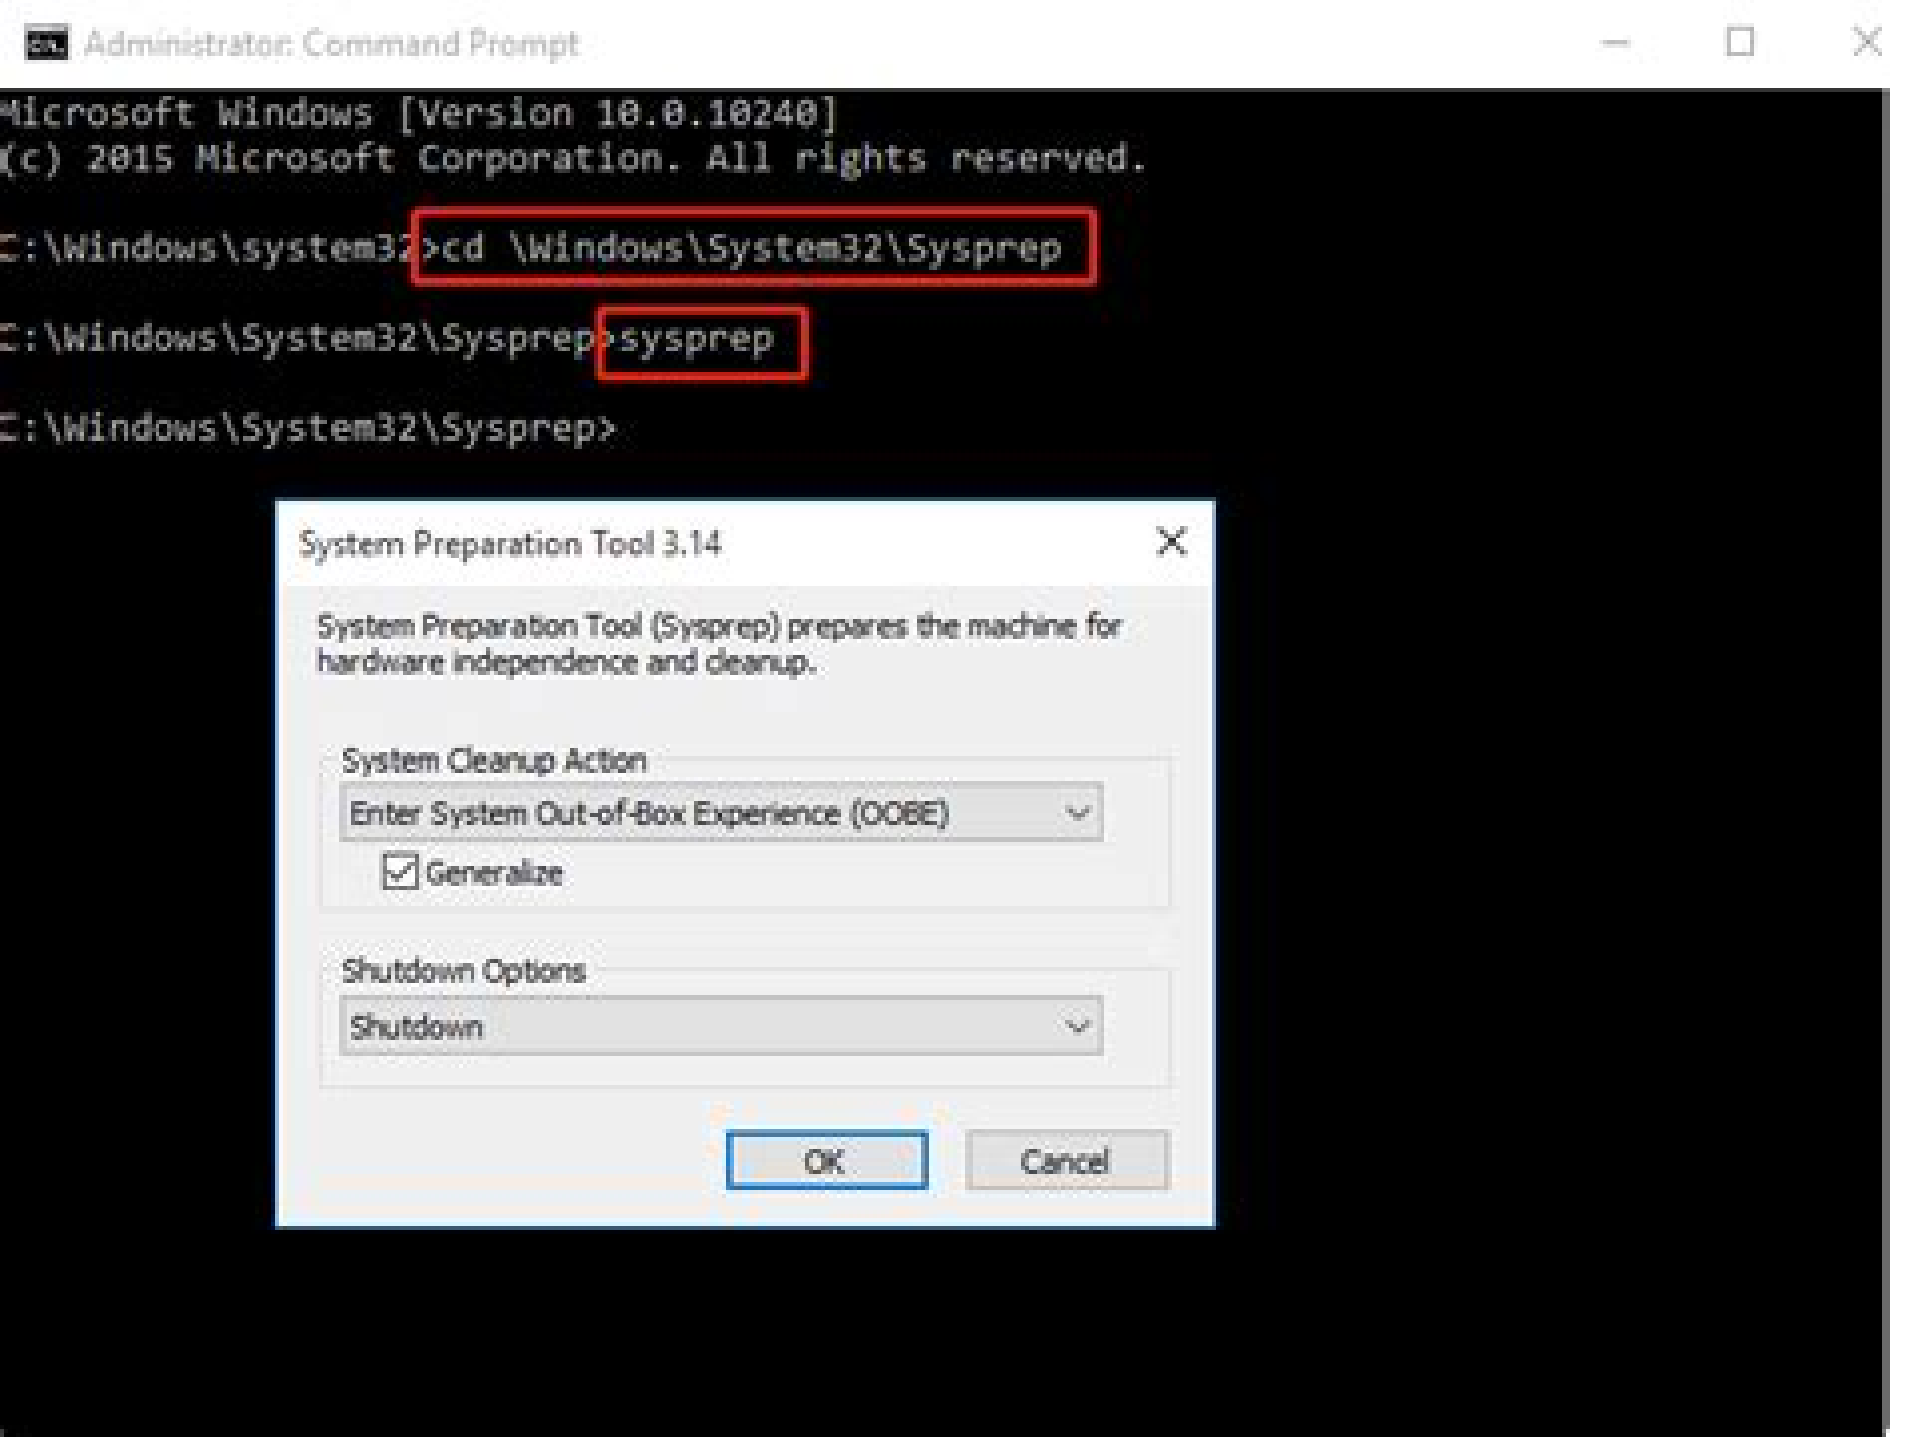 Administrator: Command Prompt
Microsoft Windows [Version 10.0.10240]
(c) 2015 Microsoft Corporation. All rights reserved.
C:\Windows\system32>cd \Windows\System32\Sysprep
C:\Windows\System32\Sysprep>sysprep
C:\Windows\System32\Sysprep>
System Preparation Tool 3.14
System Preparation Tool (Sysprep) prepares the machine for
hardware independence and cleanup.
System Cleanup Action
Enter System Out-of-Box Experience (OOBE)
Generalize
Shutdown Options
Shutdown
OK Cancel